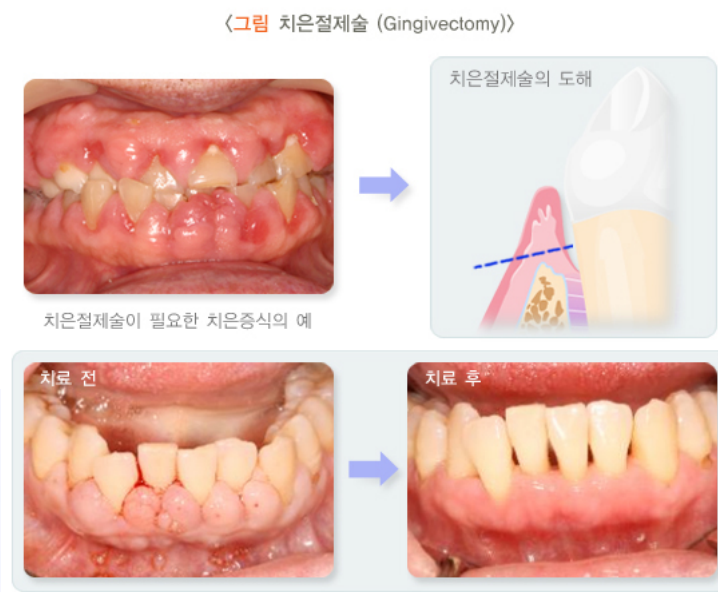 <그림 치은절제술 (Gingivectomy)>
치은절제술의 도해
치은절제술이 필요한 치은증식의 예
치료 전
치료 후